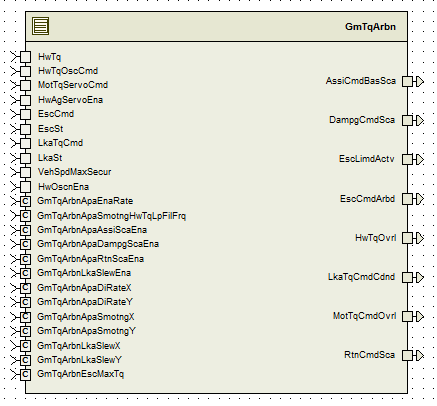 GmTqArbn
HwTq
HwTqOscCmd
MotTqServoCmd
HwAgServoEna
EscCmd
EscSt
LkaTqCmd
LkaSt
VehSpdMaxSecur
HwOscnEna
C GmTqArbnApaEnaRate
C GmTqArbnApaSmotngHwTqLpFilFrq
C GmTqArbnApaAssiScaEna
C GmTqArbnApaDampgScaEna
C GmTqArbnApaRtnScaEna
C GmTqArbnLkaSlewEna
C GmTqArbnApaDiRateX
C GmTqArbnApaDiRateY
C GmTqArbnApaSmotngX
C GmTqArbnApaSmotngY
C GmTqArbnLkaSlewX
C GmTqArbnLkaSlewY
C GmTqArbnEscMaxTq
AssiCmdBasSca
DampgCmdSca
EscLimdActv
EscCmdArbd
HwTqOvrl
LkaTqCmdCdnd
MotTqCmdOvrl
RtnCmdSca